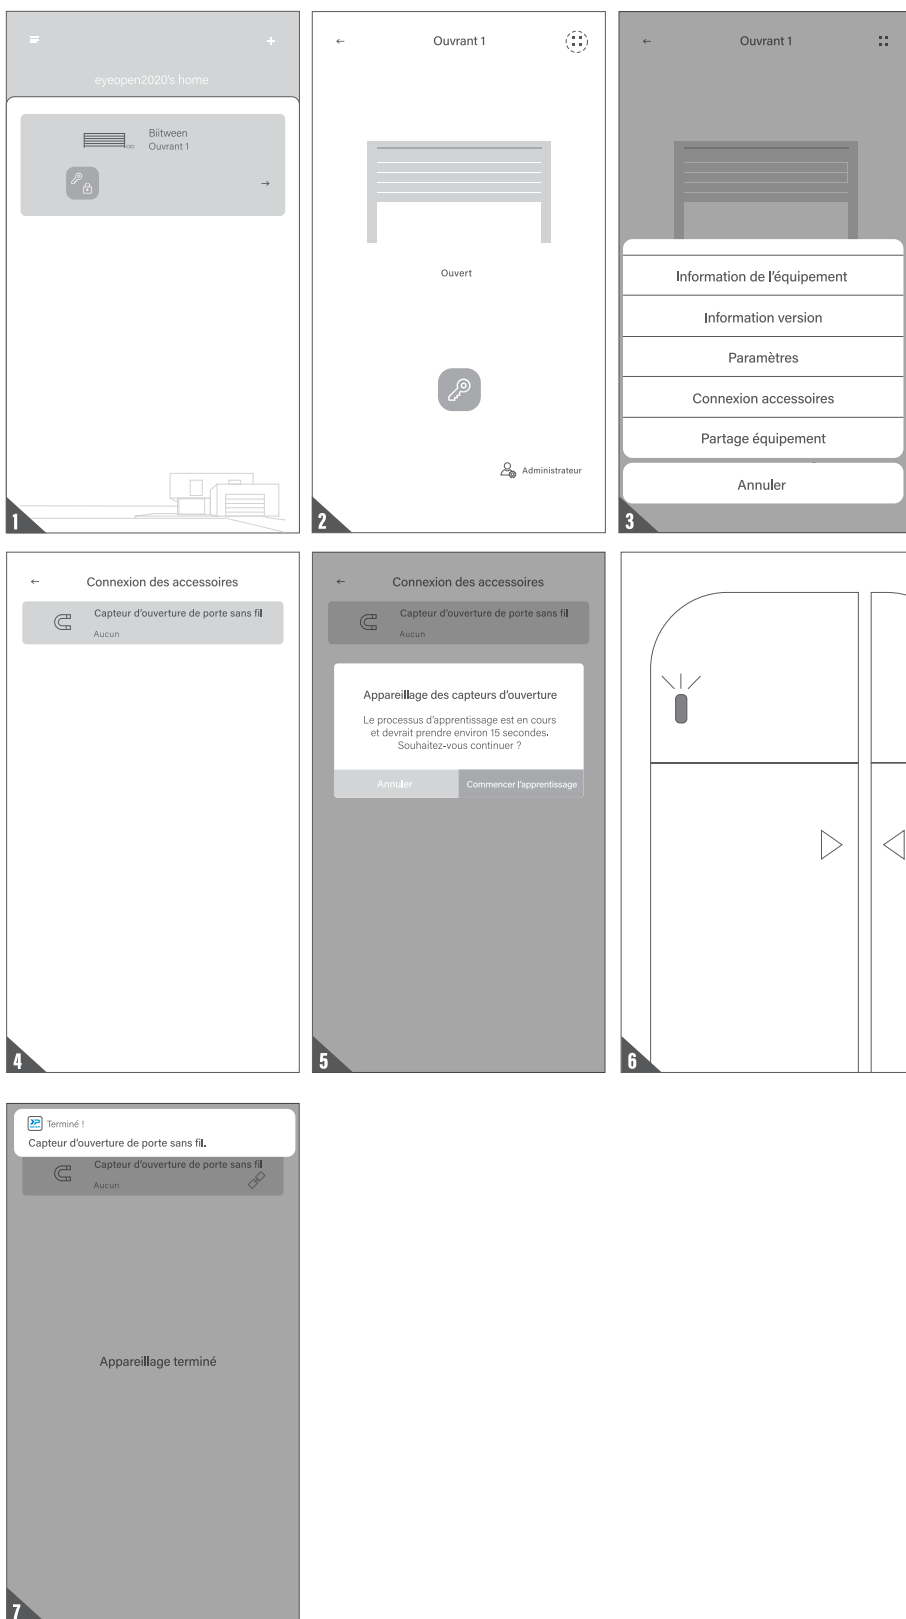 eyeopen2020's home
Biitween
Ouvrant 1
1
Ouvrant 1
Ouvert
Administrateur
2
Ouvrant 1
Information de l'équipement
Information version
Paramètres
Connexion accessoires
Partage équipement
Annuler
3
Connexion des accessoires
Capteur d'ouverture de porte sans fil
Aucun
4
Connexion des accessoires
Capteur d'ouverture de porte sans fil
Aucun
Appareillage des capteurs d'ouverture
Le processus d'apprentissage est en cours
et devrait prendre environ 15 secondes.
Souhaitez-vous continuer ?
Annuler
Commencer l'apprentissage
5
6
Terminé !
Capteur d'ouverture de porte sans fil.
Capteur d'ouverture de porte sans fil
Aucun
Appareillage terminé
7